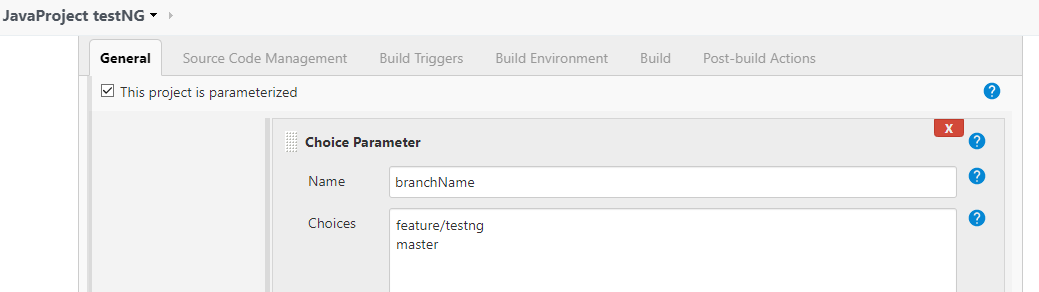 JavaProject testNG
General Source Code Management Build Triggers Build Environment Build Post-build Actions
This project is parameterized ?
X
Choice Parameter ?
Name branchName ?
Choices feature/testng ?
master